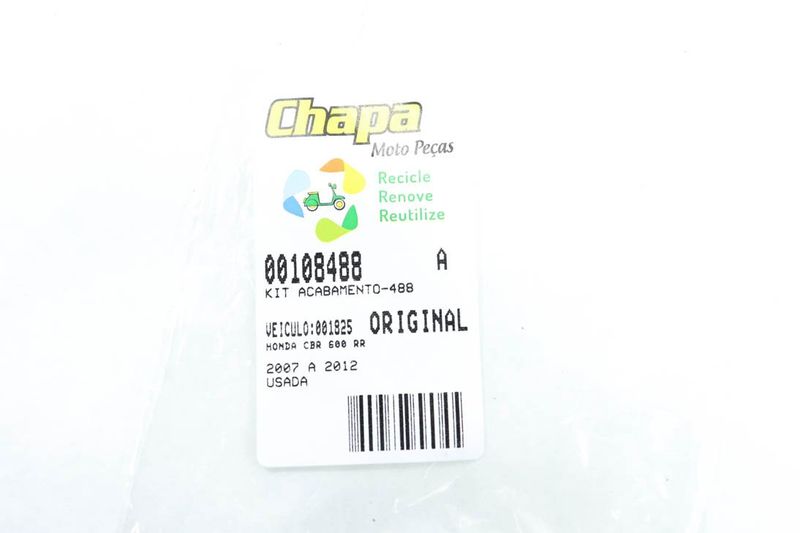 Chapa
Moto Peças
Recicle
Renove
Reutilize
00108488 A
KIT ACABAMENTO-488
VEICULO:001825 ORIGINAL
HONDA CBR 600 RR
2007 A 2012
USADA